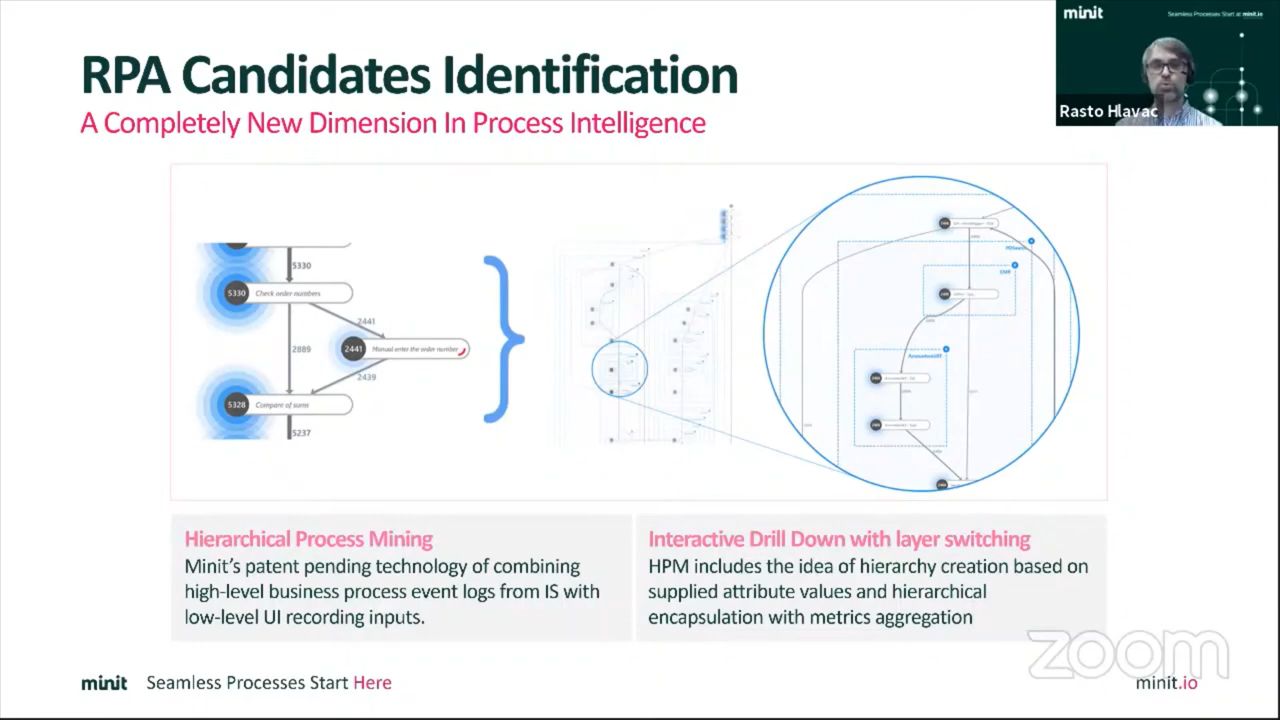 minit
Seamless Processes Start at minit.io
Rasto Hlavac
RPA Candidates Identification
A Completely New Dimension In Process Intelligence
5330
5330 Check order numbers
2441
2889
2441 Manual enter the order number
2439
5328 Compare of sums
5237
Hierarchical Process Mining
Minit's patent pending technology of combining
high-level business process event logs from IS with
low-level UI recording inputs.
Interactive Drill Down with layer switching
HPM includes the idea of hierarchy creation based on
supplied attribute values and hierarchical
encapsulation with metrics aggregation
zoom
minit Seamless Processes Start Here
minit.io